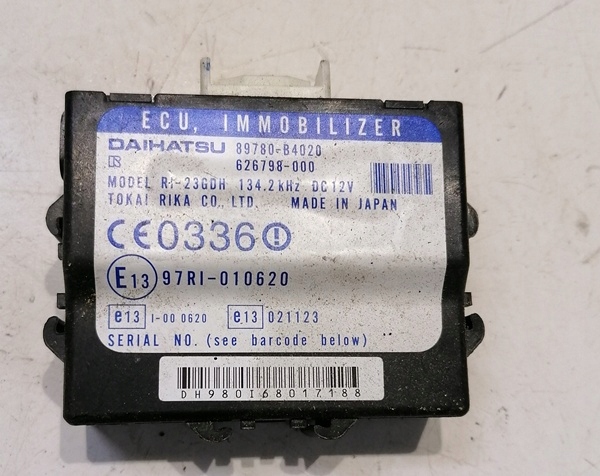 ECU, IMMOBILIZER
DAIHATSU 89780-B4020
R 626798-000
MODEL RI-23GDH 134.2kHz DC12V
TOKAI RIKA CO., LTD. MADE IN JAPAN
CE0336
E13 97RI-010620
e13 I-00 0620 e13 021123
SERIAL NO. (see barcode below)
DH980I68017188